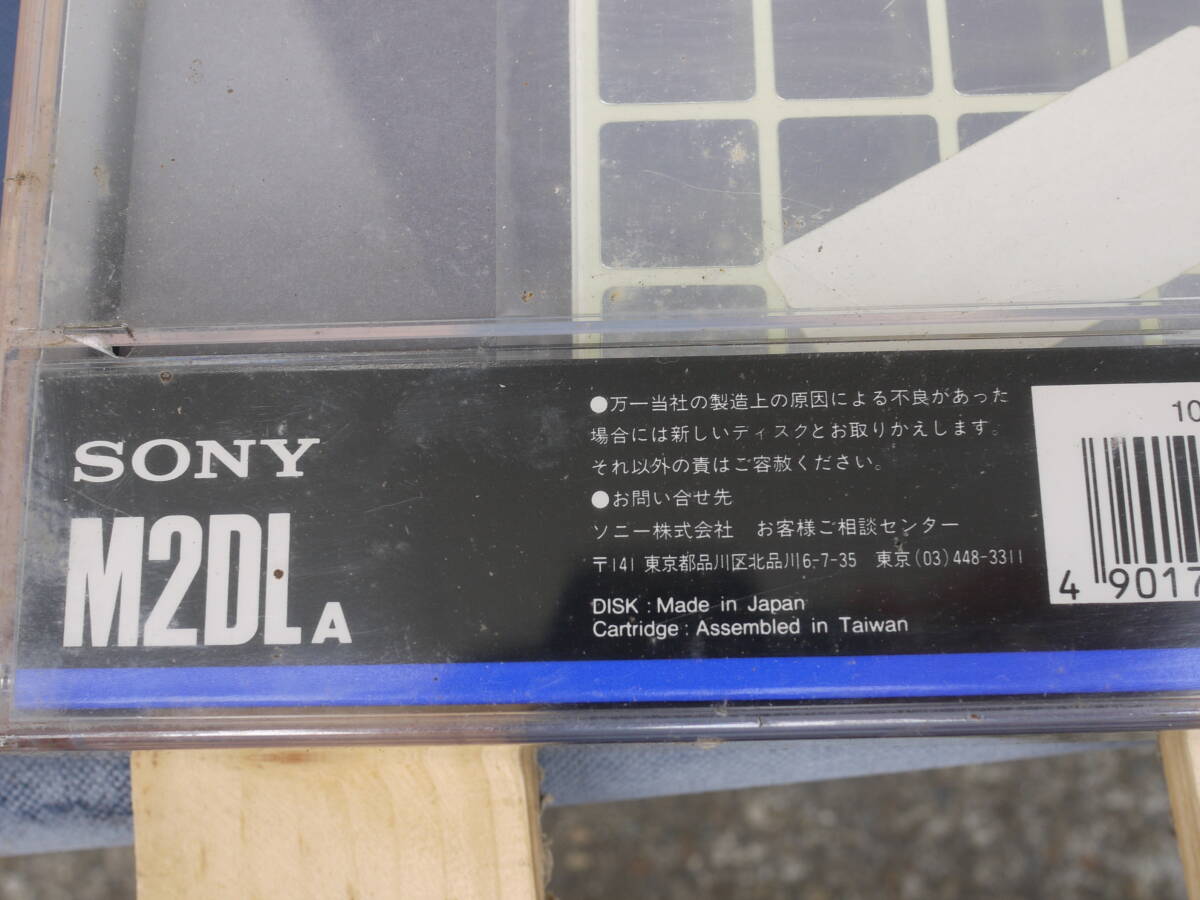 SONY
M2DLA
●万一当社の製造上の原因による不良があった
場合には新しいディスクとお取りかえします。
それ以外の責はご容赦ください。
●お問い合せ先
ソニー株式会社　お客様ご相談センター
〒141 東京都品川区北品川6-7-35　東京(03)448-3311
DISK : Made in Japan
Cartridge : Assembled in Taiwan
10
4 9017